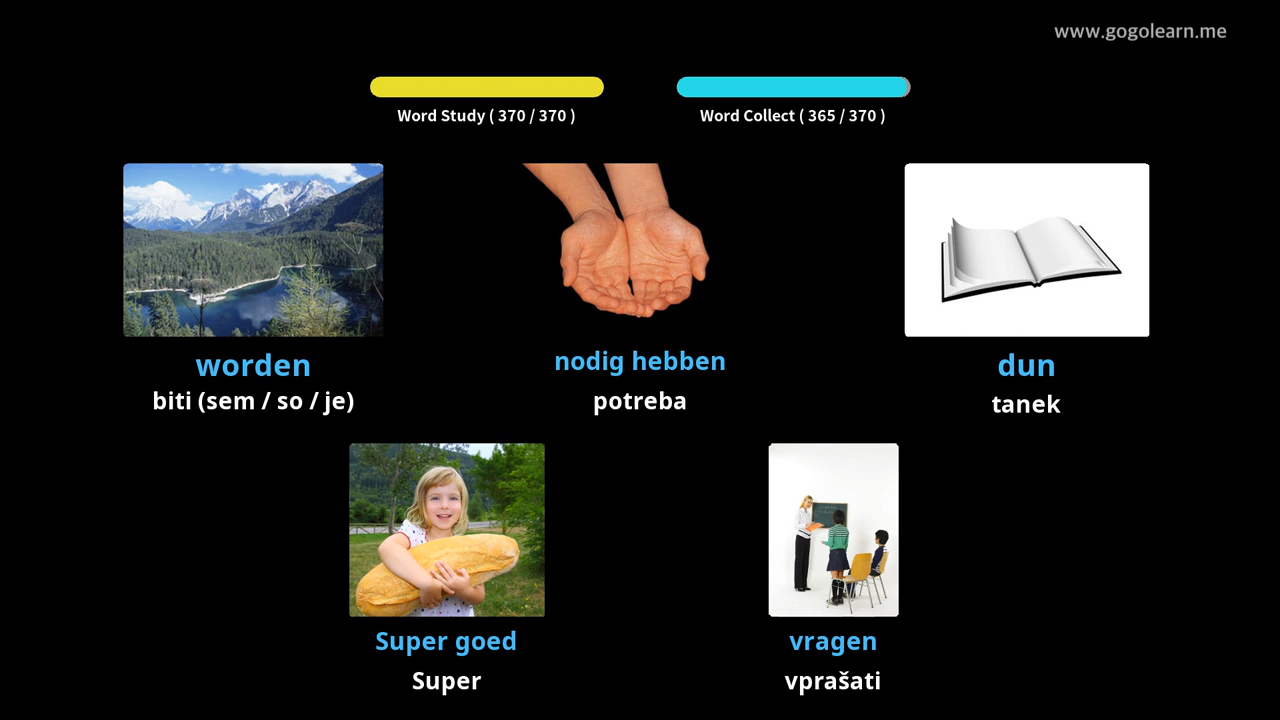 www.gogolearn.me
Word Study ( 370 / 370 )
Word Collect ( 365 / 370 )
worden
biti (sem / so / je)
nodig hebben
potreba
dun
tanek
Super goed
Super
vragen
vprašati